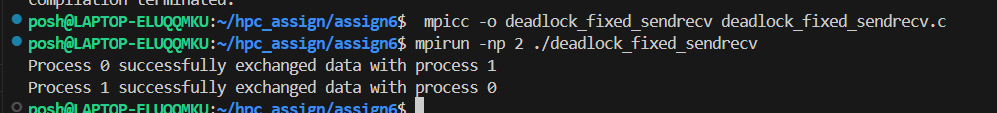 compilation terminated.
posh@LAPTOP-ELUQQMKU:~/hpc_assign/assign6$ mpicc -o deadlock_fixed_sendrecv deadlock_fixed_sendrecv.c
posh@LAPTOP-ELUQQMKU:~/hpc_assign/assign6$ mpirun -np 2 ./deadlock_fixed_sendrecv
Process 0 successfully exchanged data with process 1
Process 1 successfully exchanged data with process 0
posh@LAPTOP-ELUQQMKU:~/hpc_assign/assign6$